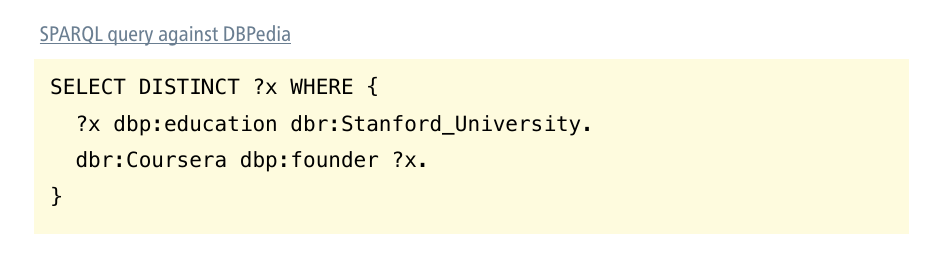 SPARQL query against DBPedia
SELECT DISTINCT ?x WHERE {
  ?x dbp:education dbr:Stanford_University.
  dbr:Coursera dbp:founder ?x.
}